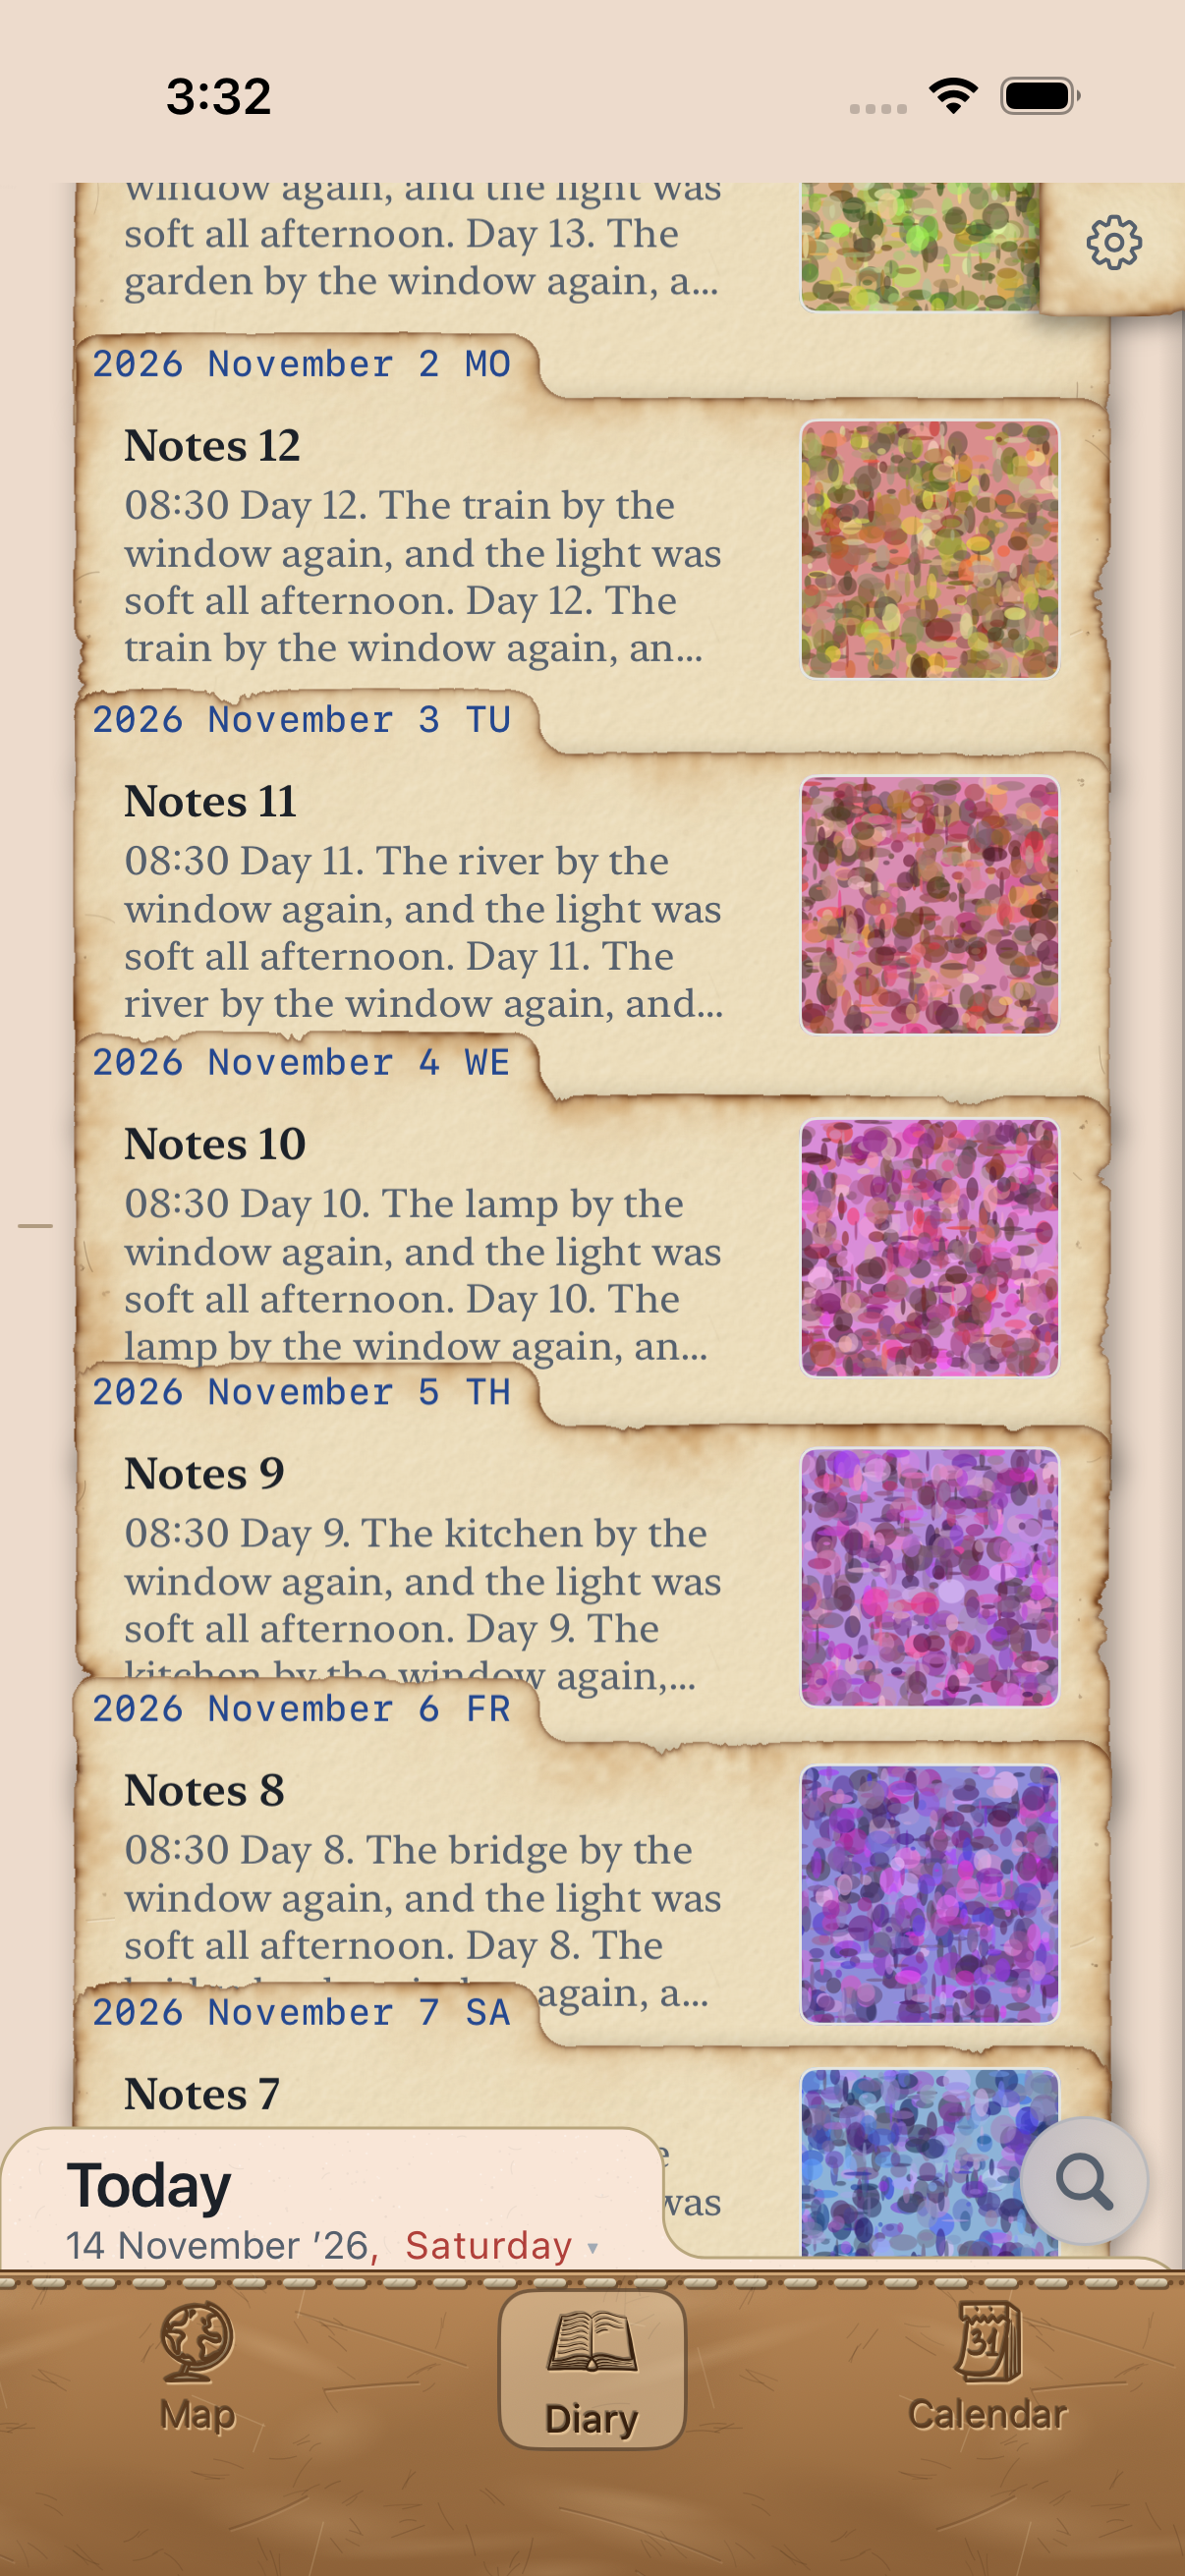 3:32
window again, and the light was
soft all afternoon. Day 13. The
garden by the window again, a...
2026 November 2 MO
Notes 12
08:30 Day 12. The train by the
window again, and the light was
soft all afternoon. Day 12. The
train by the window again, an...
2026 November 3 TU
Notes 11
08:30 Day 11. The river by the
window again, and the light was
soft all afternoon. Day 11. The
river by the window again, and...
2026 November 4 WE
Notes 10
08:30 Day 10. The lamp by the
window again, and the light was
soft all afternoon. Day 10. The
lamp by the window again, an...
2026 November 5 TH
Notes 9
08:30 Day 9. The kitchen by the
window again, and the light was
soft all afternoon. Day 9. The
kitchen by the window again,...
2026 November 6 FR
Notes 8
08:30 Day 8. The bridge by the
window again, and the light was
soft all afternoon. Day 8. The
again, a...
2026 November 7 SA
Notes 7
was
Today
14 November ’26, Saturday
31
Map
Diary
Calendar